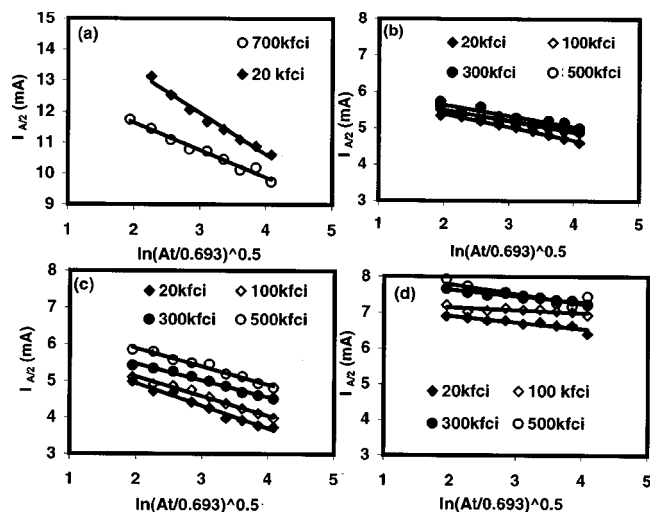 (a)
700kfci
20 kfci
I A/2 (mA)
15
14
13
12
11
10
9
1 2 3 4 5
ln(At/0.693)^0.5
(b)
20kfci 100kfci
300kfci 500kfci
I A/2 (mA)
8
7
6
5
4
3
1 2 3 4 5
ln(At/0.693)^0.5
(c)
20kfci 100kfci
300kfci 500kfci
I A/2 (mA)
8
7
6
5
4
3
1 2 3 4 5
ln(At/0.693)^0.5
(d)
20kfci 100 kfci
300kfci 500kfci
I A/2 (mA)
8
7
6
5
4
3
1 2 3 4 5
ln(At/0.693)^0.5